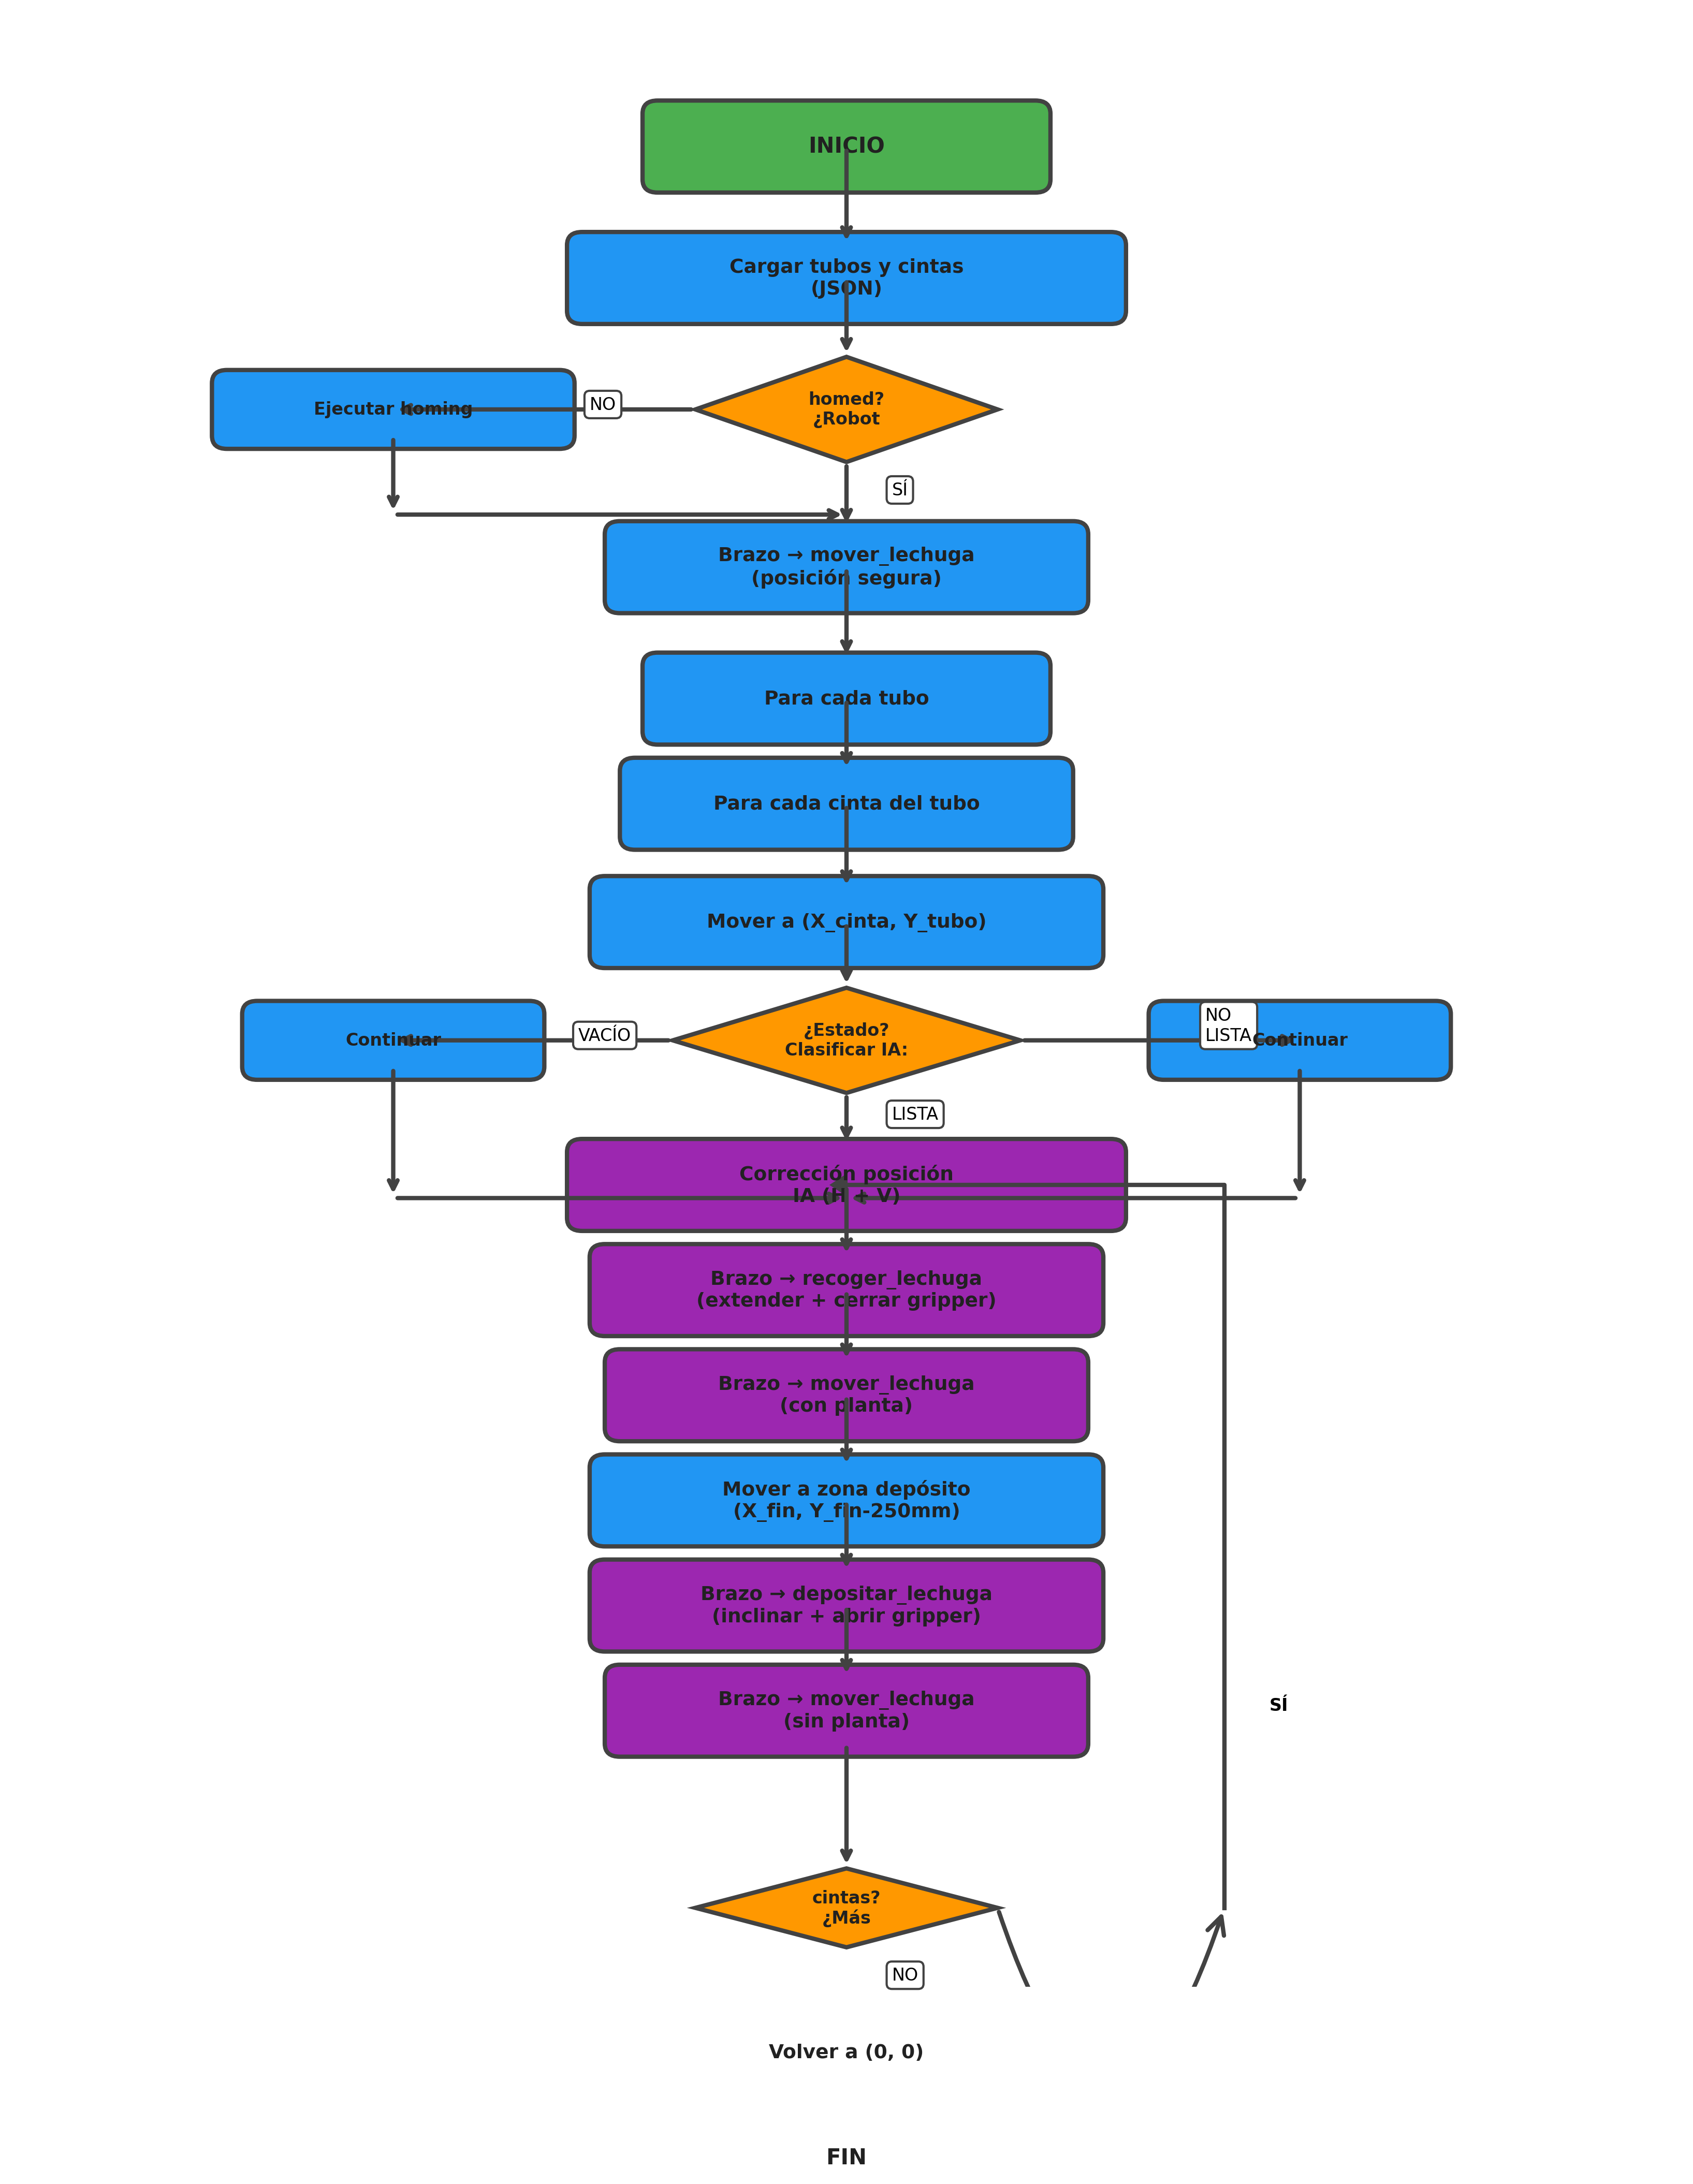 INICIO
Cargar tubos y cintas
(JSON)
homed?
¿Robot
NO
Ejecutar homing
SÍ
Brazo → mover_lechuga
(posición segura)
Para cada tubo
Para cada cinta del tubo
Mover a (X_cinta, Y_tubo)
Continuar
VACÍO
¿Estado?
Clasificar IA:
NO
LISTA
Continuar
LISTA
Corrección posición
IA (H + V)
Brazo → recoger_lechuga
(extender + cerrar gripper)
Brazo → mover_lechuga
(con planta)
Mover a zona depósito
(X_fin, Y_fin-250mm)
Brazo → depositar_lechuga
(inclinar + abrir gripper)
Brazo → mover_lechuga
(sin planta)
SÍ
cintas?
¿Más
NO
Volver a (0, 0)
FIN